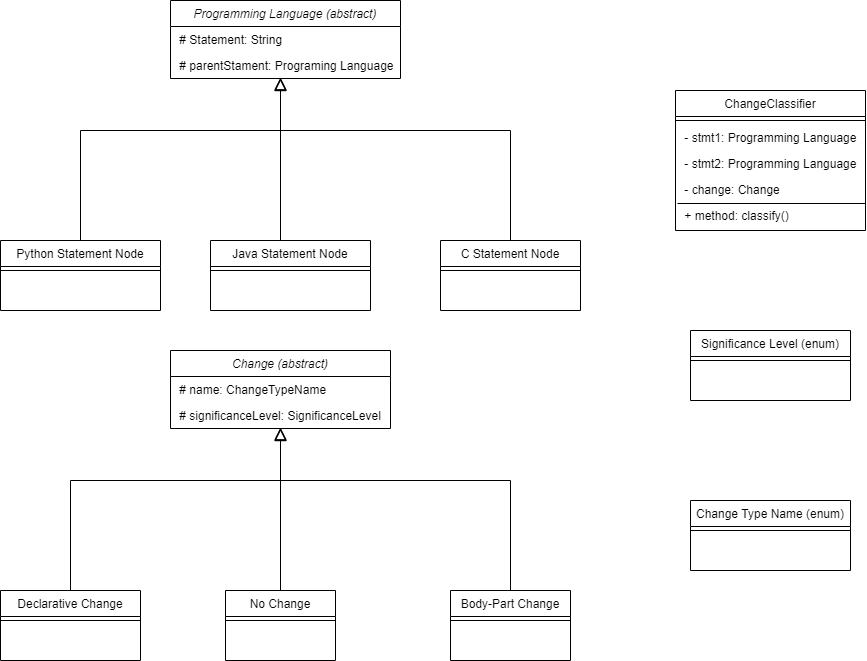 Programming Language (abstract)
# Statement: String
# parentStament: Programing Language
ChangeClassifier
- stmt1: Programming Language
- stmt2: Programming Language
- change: Change
+ method: classify()
Python Statement Node
Java Statement Node
C Statement Node
Significance Level (enum)
Change (abstract)
# name: ChangeTypeName
# significanceLevel: SignificanceLevel
Change Type Name (enum)
Declarative Change
No Change
Body-Part Change